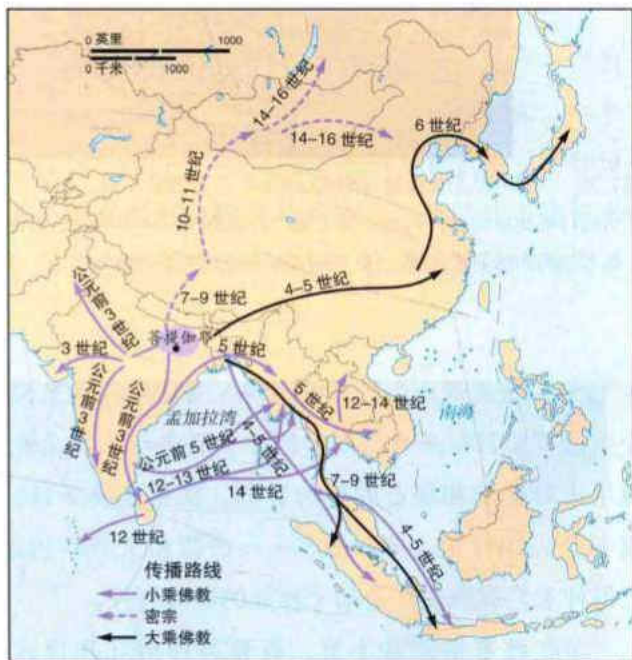 0 英里 1000
0 千米 1000
14-16 世纪
14-16 世纪
6 世纪
10-11 世纪
7-9 世纪
4-5 世纪
公元前3世纪
菩提伽耶
3 世纪
5 世纪
公元前3世纪
公元前3世纪
孟加拉湾
5 世纪
12-14 世纪
南海
公元前 5 世纪
4-5 世纪
12-13 世纪
14 世纪
7-9 世纪
12 世纪
4-5 世纪
传播路线
小乘佛教
密宗
大乘佛教